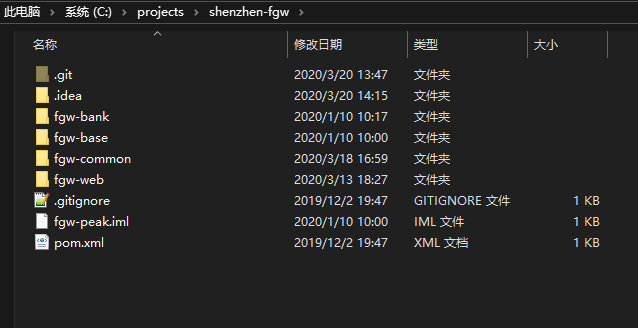 此电脑 系统 (C:) projects shenzhen-fgw
名称 修改日期 类型 大小
.git 2020/3/20 13:47 文件夹
.idea 2020/3/20 14:15 文件夹
fgw-bank 2020/1/10 10:17 文件夹
fgw-base 2020/1/10 10:00 文件夹
fgw-common 2020/3/18 16:59 文件夹
fgw-web 2020/3/13 18:27 文件夹
.gitignore 2019/12/2 19:47 GITIGNORE 文件 1 KB
fgw-peak.iml 2020/1/10 10:00 IML 文件 1 KB
pom.xml 2019/12/2 19:47 XML 文档 1 KB